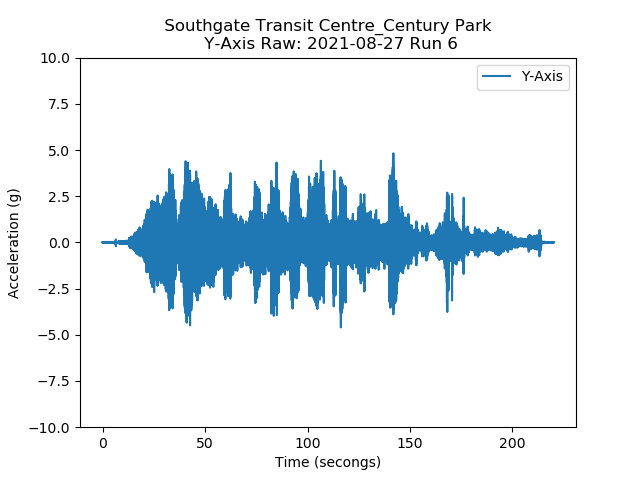 Southgate Transit Centre_Century Park
Y-Axis Raw: 2021-08-27 Run 6
Y-Axis
10.0
7.5
5.0
2.5
0.0
−2.5
−5.0
−7.5
−10.0
Acceleration (g)
0 50 100 150 200
Time (secongs)